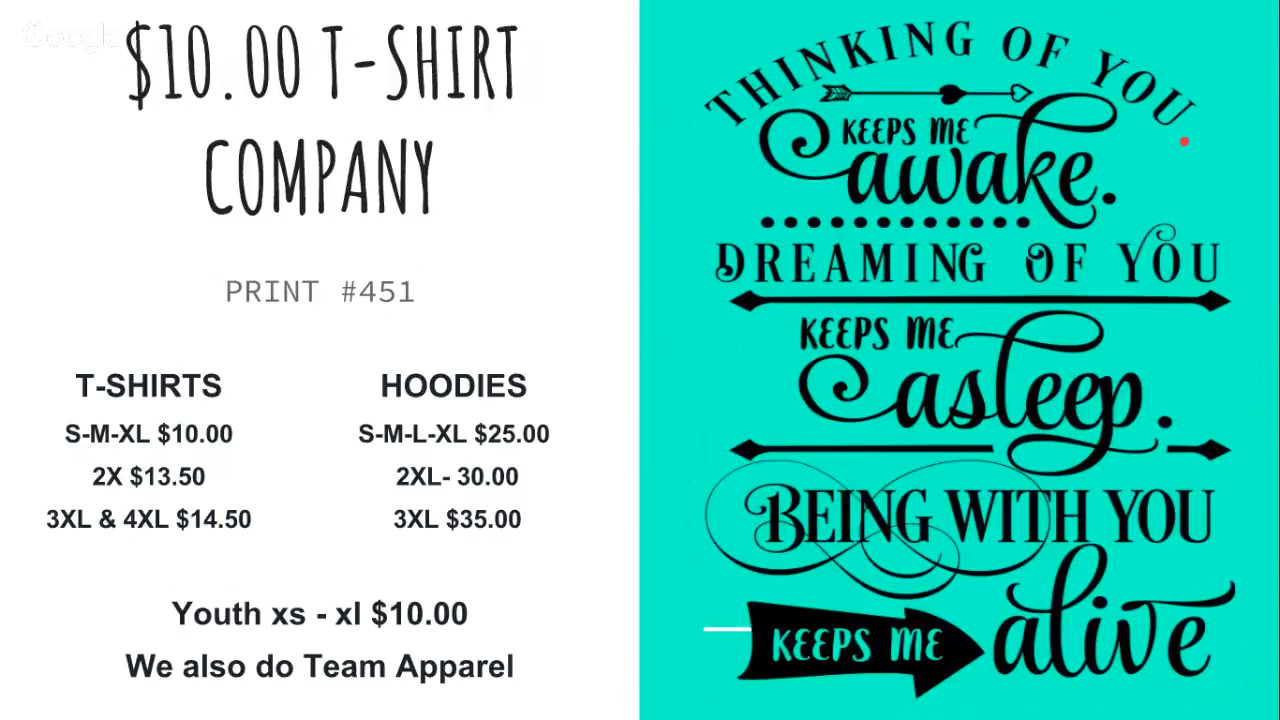 Google
$10.00 T-SHIRT
COMPANY
PRINT #451
T-SHIRTS
S-M-XL $10.00
2X $13.50
3XL & 4XL $14.50
HOODIES
S-M-L-XL $25.00
2XL- 30.00
3XL $35.00
Youth xs - xl $10.00
We also do Team Apparel
THINKING OF YOU
KEEPS ME
awake.
DREAMING OF YOU
KEEPS ME
asleep.
BEING WITH YOU
KEEPS ME alive